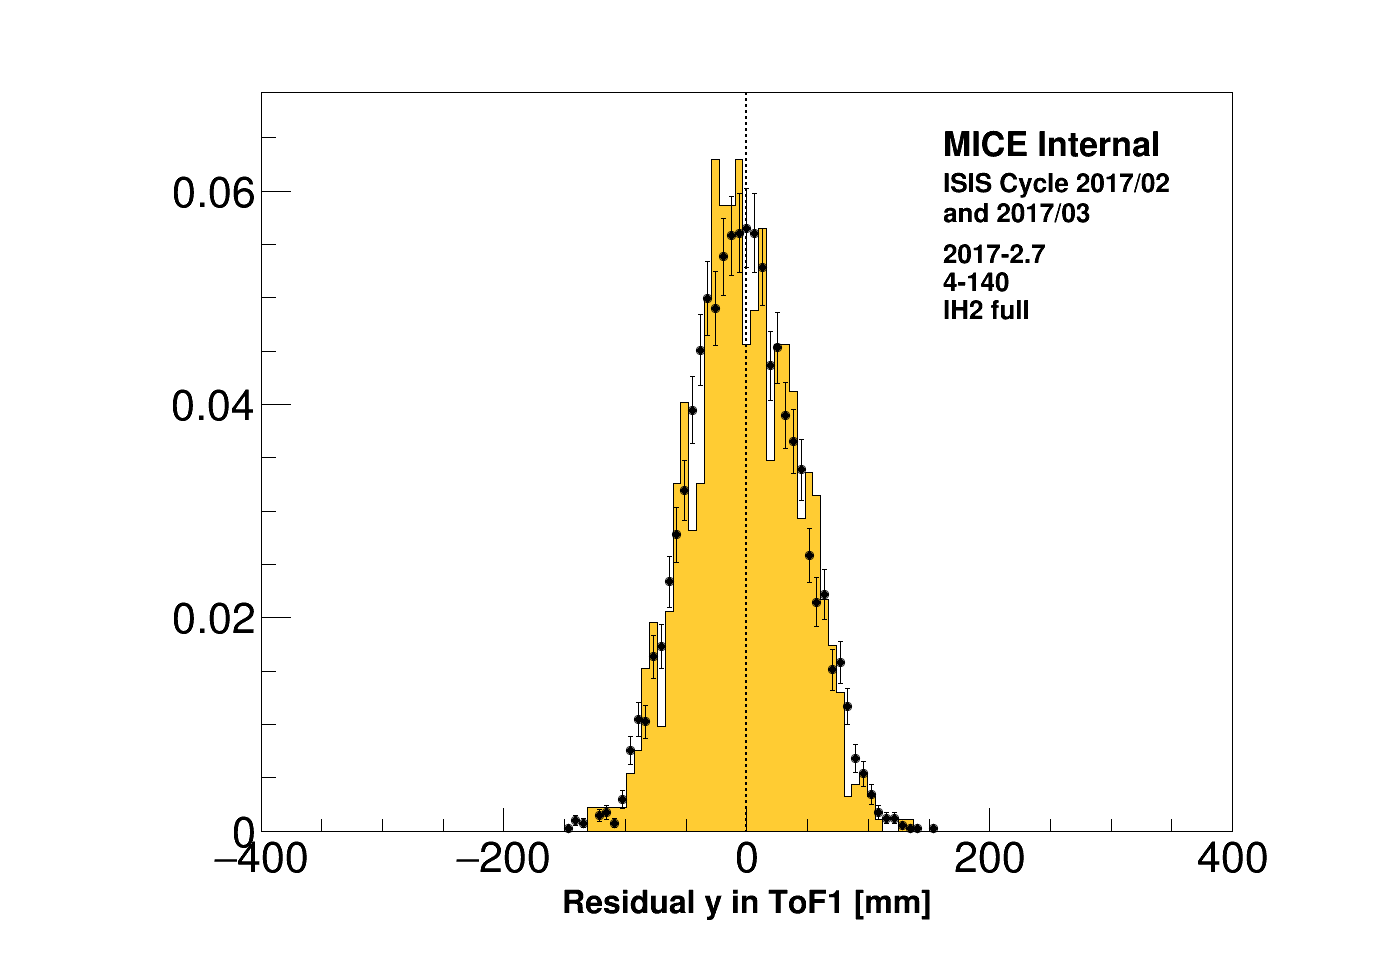 MICE Internal
ISIS Cycle 2017/02
and 2017/03
2017-2.7
4-140
lH2 full
0.06
0.04
0.02
0
−400 −200 0 200 400
Residual y in ToF1 [mm]